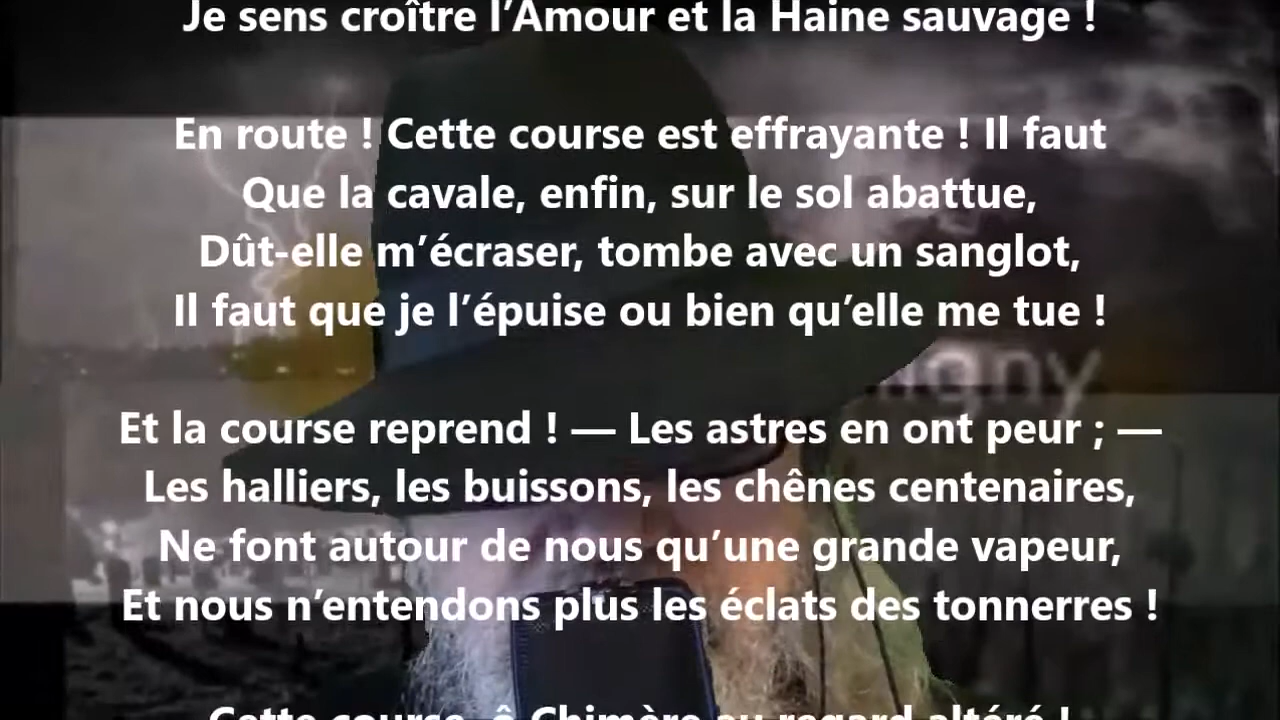 Je sens croître l’Amour et la Haine sauvage !
En route ! Cette course est effrayante ! Il faut
Que la cavale, enfin, sur le sol abattue,
Dût-elle m’écraser, tombe avec un sanglot,
Il faut que je l’épuise ou bien qu’elle me tue !
igny
Et la course reprend ! — Les astres en ont peur ; —
Les halliers, les buissons, les chênes centenaires,
Ne font autour de nous qu’une grande vapeur,
Et nous n’entendons plus les éclats des tonnerres !
Cette course, ô Chimère au regard altéré !